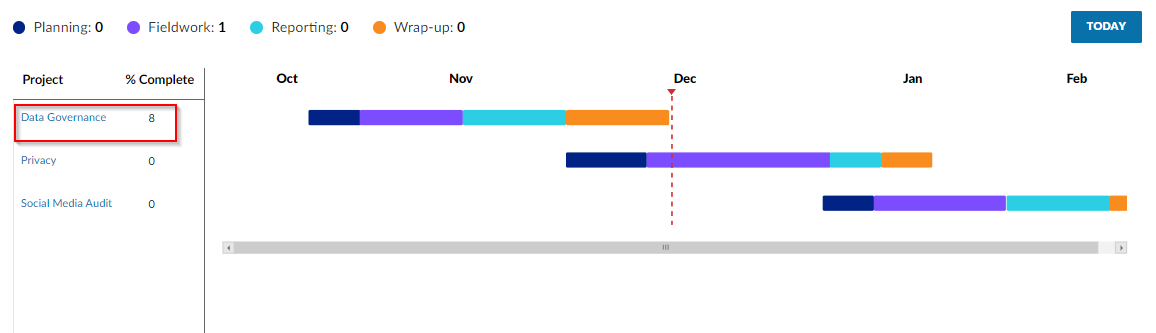 Planning: 0 Fieldwork: 1 Reporting: 0 Wrap-up: 0 TODAY
Project % Complete Oct Nov Dec Jan Feb
Data Governance 8
Privacy 0
Social Media Audit 0